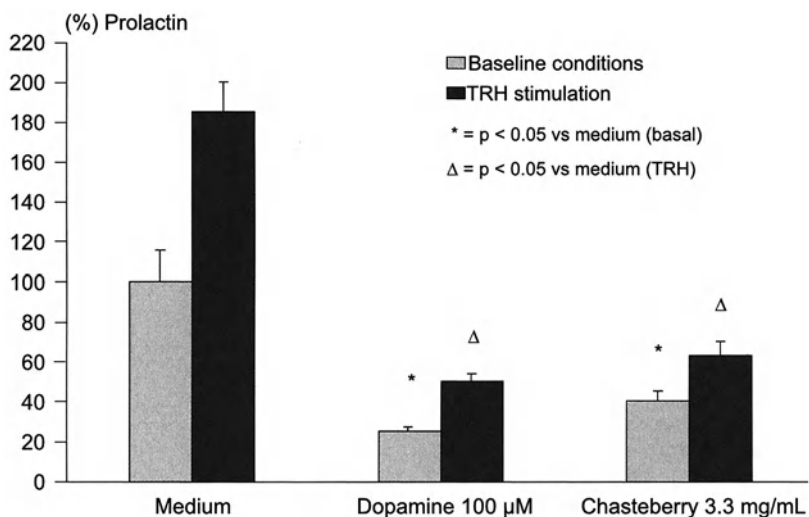 (%) Prolactin
220
200
180
160
140
120
100
80
60
40
20
0
Baseline conditions
TRH stimulation
* = p < 0.05 vs medium (basal)
Δ = p < 0.05 vs medium (TRH)
*
Δ
*
Δ
Medium
Dopamine 100 µM
Chasteberry 3.3 mg/mL